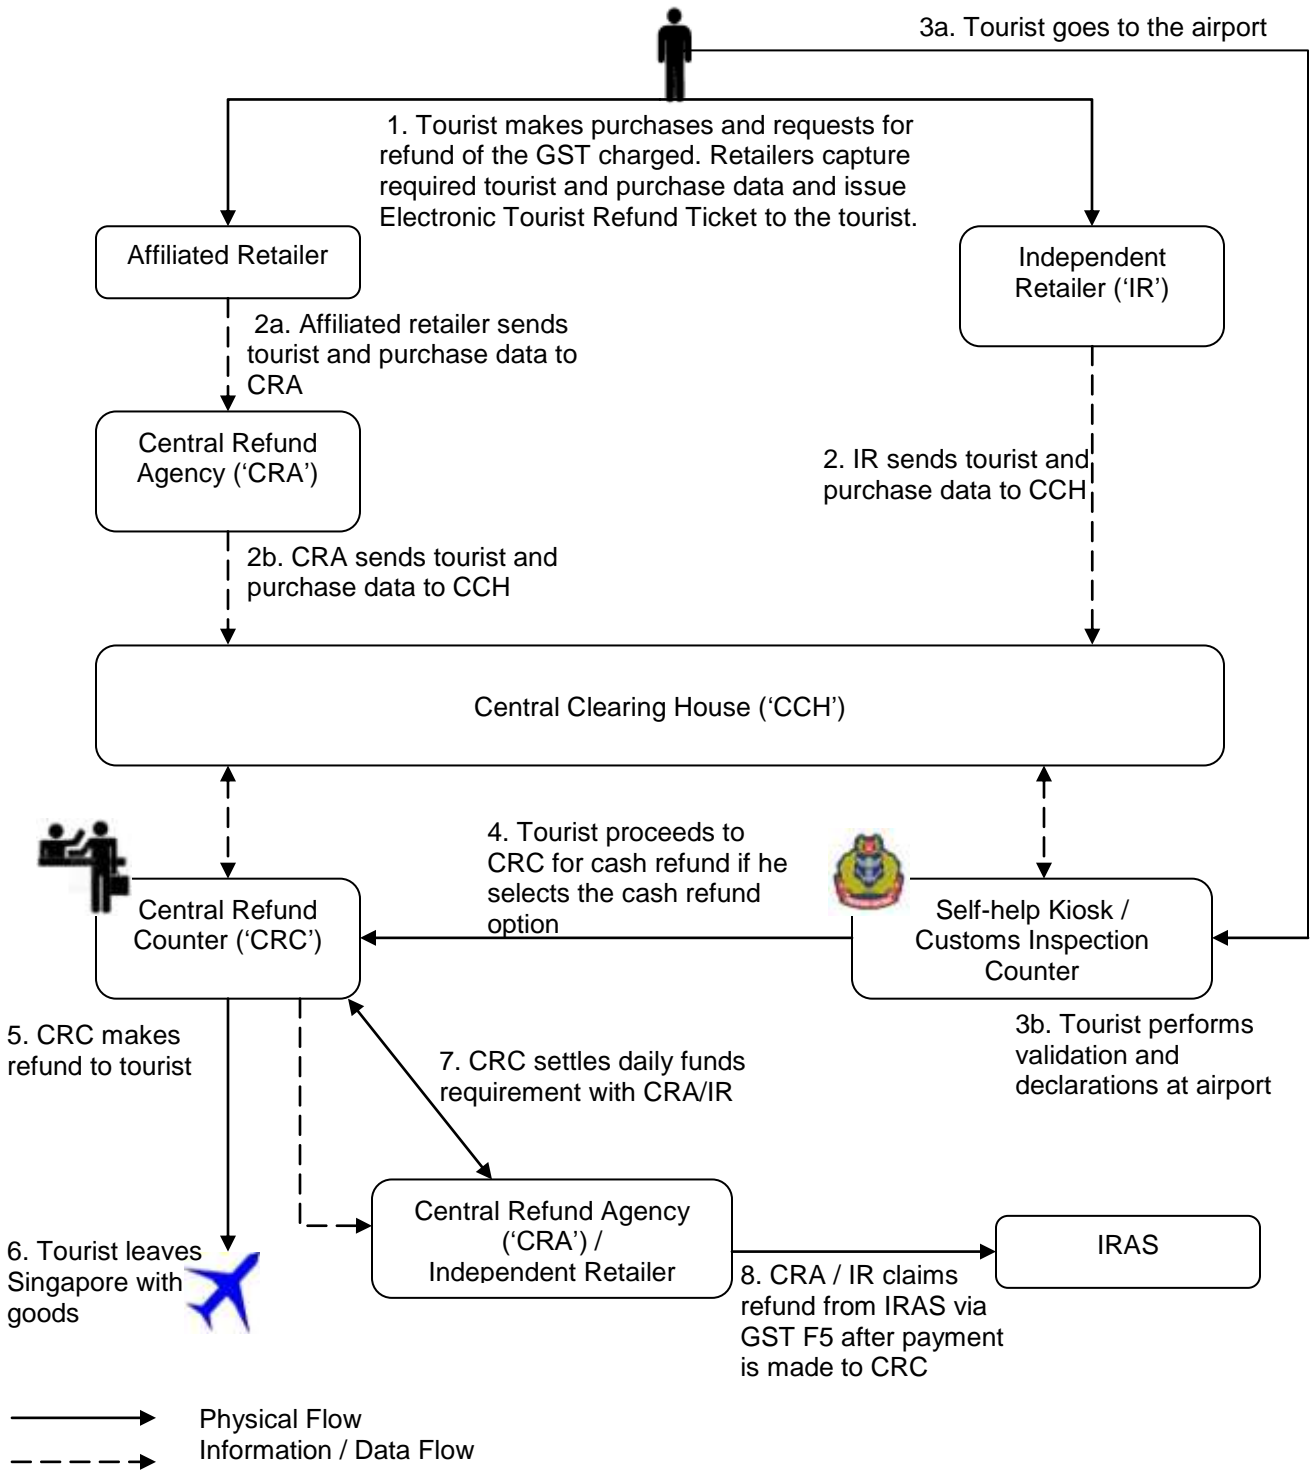 3a. Tourist goes to the airport
1. Tourist makes purchases and requests for
refund of the GST charged. Retailers capture
required tourist and purchase data and issue
Electronic Tourist Refund Ticket to the tourist.
Affiliated Retailer
Independent
Retailer (‘IR’)
2a. Affiliated retailer sends
tourist and purchase data to
CRA
Central Refund
Agency (‘CRA’)
2. IR sends tourist and
purchase data to CCH
2b. CRA sends tourist and
purchase data to CCH
Central Clearing House (‘CCH’)
4. Tourist proceeds to
CRC for cash refund if he
selects the cash refund
option
Central Refund
Counter (‘CRC’)
Self-help Kiosk /
Customs Inspection
Counter
5. CRC makes
refund to tourist
7. CRC settles daily funds
requirement with CRA/IR
3b. Tourist performs
validation and
declarations at airport
Central Refund Agency
(‘CRA’) /
Independent Retailer
IRAS
6. Tourist leaves
Singapore with
goods
8. CRA / IR claims
refund from IRAS via
GST F5 after payment
is made to CRC
Physical Flow
Information / Data Flow